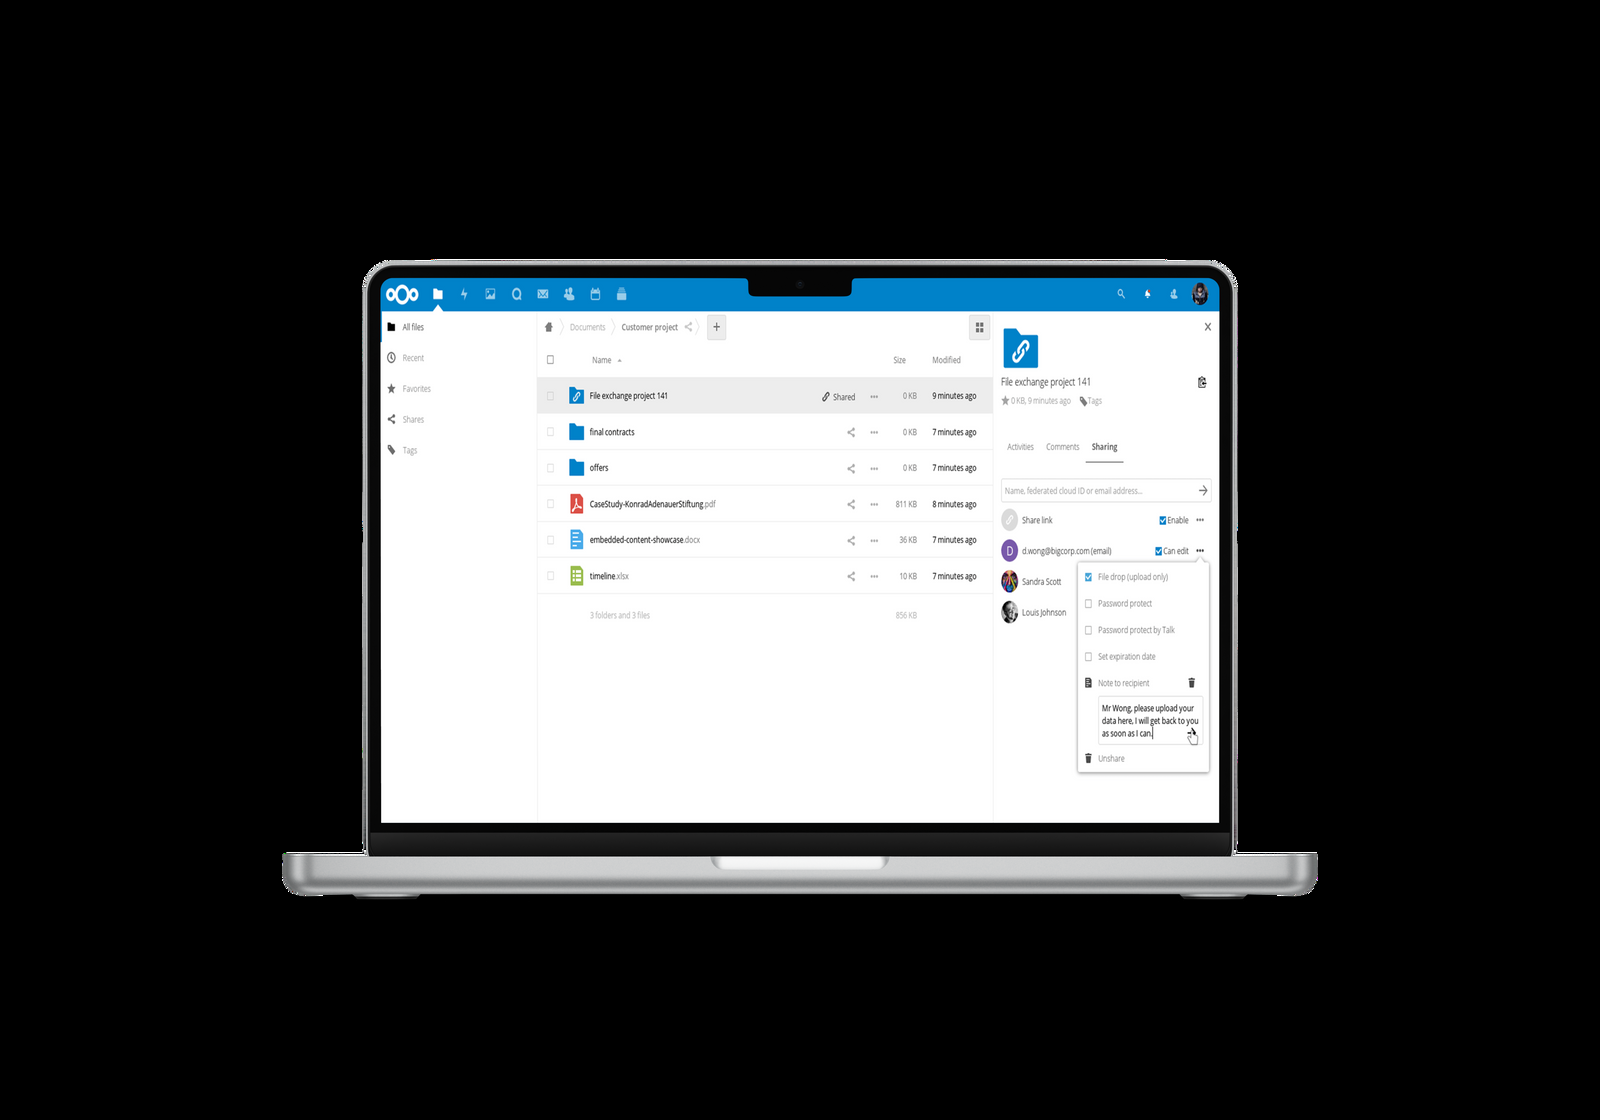 All files
Recent
Favorites
Shares
Tags
Documents
Customer project
+
Name
Size
Modified
File exchange project 141
Shared
0 KB
9 minutes ago
final contracts
0 KB
7 minutes ago
offers
0 KB
7 minutes ago
CaseStudy-KonradAdenauerStiftung.pdf
811 KB
8 minutes ago
embedded-content-showcase.docx
36 KB
7 minutes ago
timeline.xlsx
10 KB
7 minutes ago
3 folders and 3 files
856 KB
File exchange project 141
0 KB, 9 minutes ago
Tags
Activities
Comments
Sharing
Name, federated cloud ID or email address...
Share link
Enable
D
d.wong@bigcorp.com (email)
Can edit
Sandra Scott
Louis Johnson
File drop (upload only)
Password protect
Password protect by Talk
Set expiration date
Note to recipient
Mr Wong, please upload your
data here, I will get back to you
as soon as I can.
Unshare